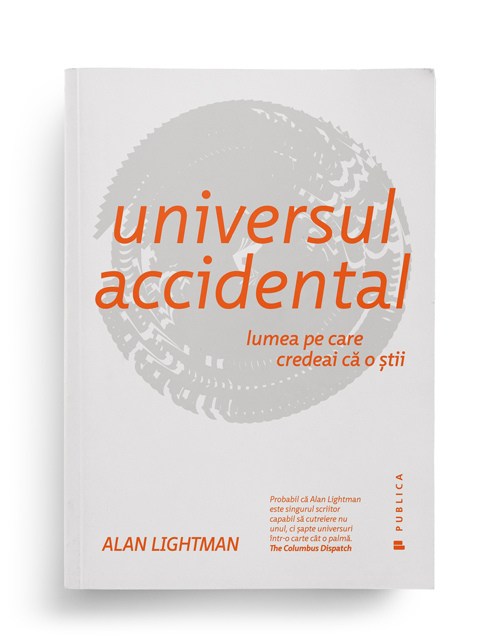 universul
accidental
lumea pe care
credeai că o știi
Probabil că Alan Lightman
este singurul scriitor
capabil să cutreiere nu
unul, ci șapte universuri
într-o carte cât o palmă.
The Columbus Dispatch
ALAN LIGHTMAN
PUBLICA